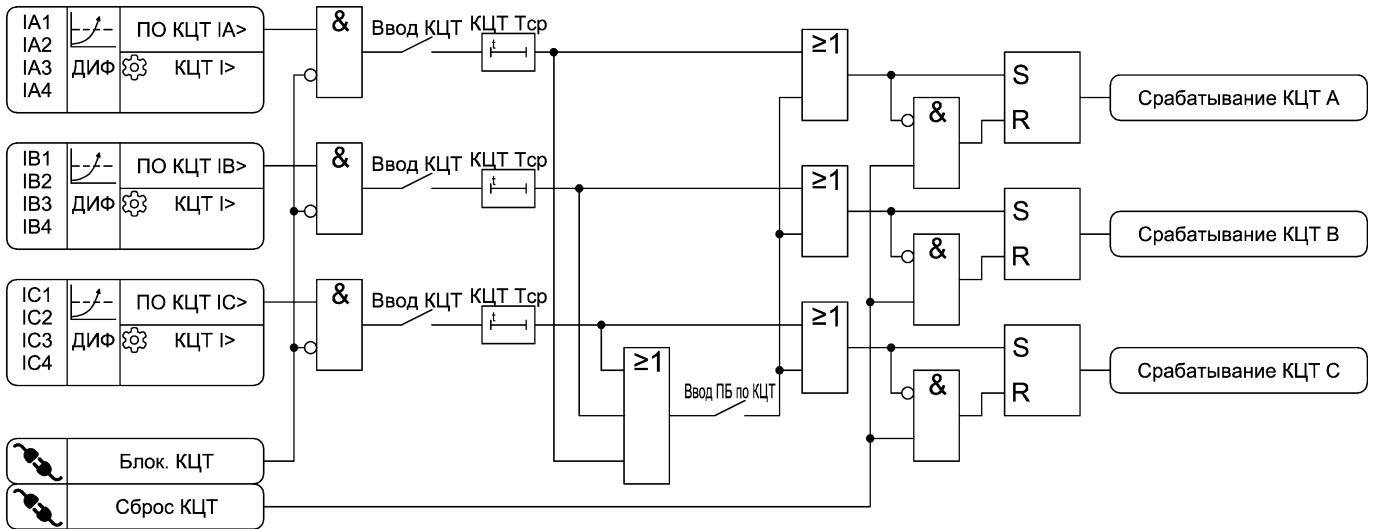 IA1
IA2
IA3
IA4
ДИФ
ПО КЦТ IA>
КЦТ I>
&
Ввод КЦТ
КЦТ Тср
t
≥1
&
S
R
Срабатывание КЦТ А
IB1
IB2
IB3
IB4
ДИФ
ПО КЦТ IB>
КЦТ I>
&
Ввод КЦТ
КЦТ Тср
t
≥1
&
S
R
Срабатывание КЦТ В
IC1
IC2
IC3
IC4
ДИФ
ПО КЦТ IC>
КЦТ I>
&
Ввод КЦТ
КЦТ Тср
t
≥1
≥1
Ввод ПБ по КЦТ
&
S
R
Срабатывание КЦТ С
Блок. КЦТ
Сброс КЦТ